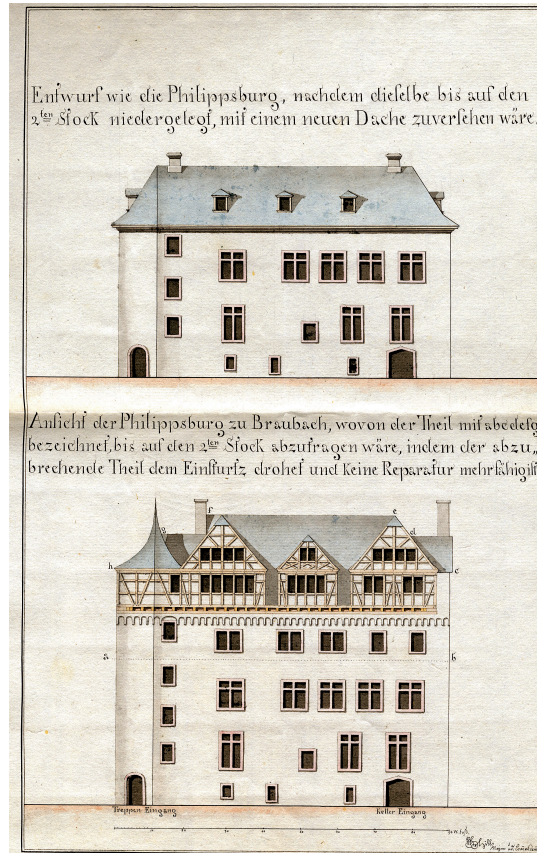 Entwurf wie die Philippsburg, nachdem dieselbe bis auf den
2ten Stock niedergelegt, mit einem neuen Dache zuversehen wäre.
Ansicht der Philippsburg zu Braubach, wovon der Theil mit abcdefg
bezeichnet, bis auf den 2ten Stock abzutragen wäre, indem der abzu„
brechende Theil dem Einsturtz drohet und keine Reparatur mehr fähig ist
f e
g d
h c
a b
Treppen Eingang Keller Eingang